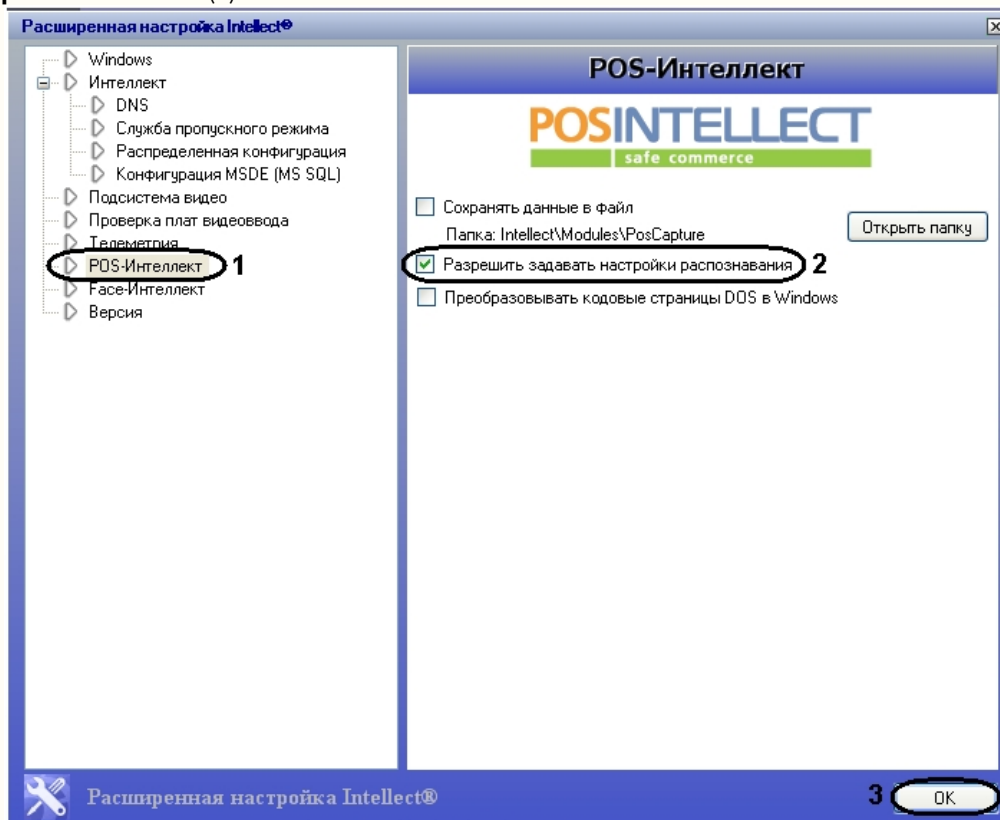 Расширенная настройка Intellect®
Windows
Интеллект
DNS
Служба пропускного режима
Распределенная конфигурация
Конфигурация MSDE (MS SQL)
Подсистема видео
Проверка плат видеоввода
Телеметрия
POS-Интеллект 1
Face-Интеллект
Версия
POS-Интеллект
POSINTELLECT
safe commerce
Сохранять данные в файл
Папка: Intellect\Modules\PosCapture
Открыть папку
Разрешить задавать настройки распознавания 2
Преобразовывать кодовые страницы DOS в Windows
Расширенная настройка Intellect®
3 OK